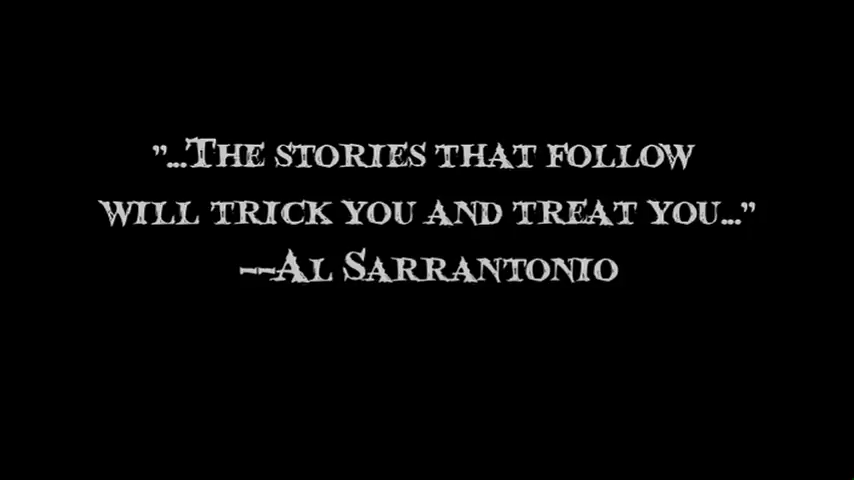 "...The stories that follow
will trick you and treat you..."
--Al Sarrantonio